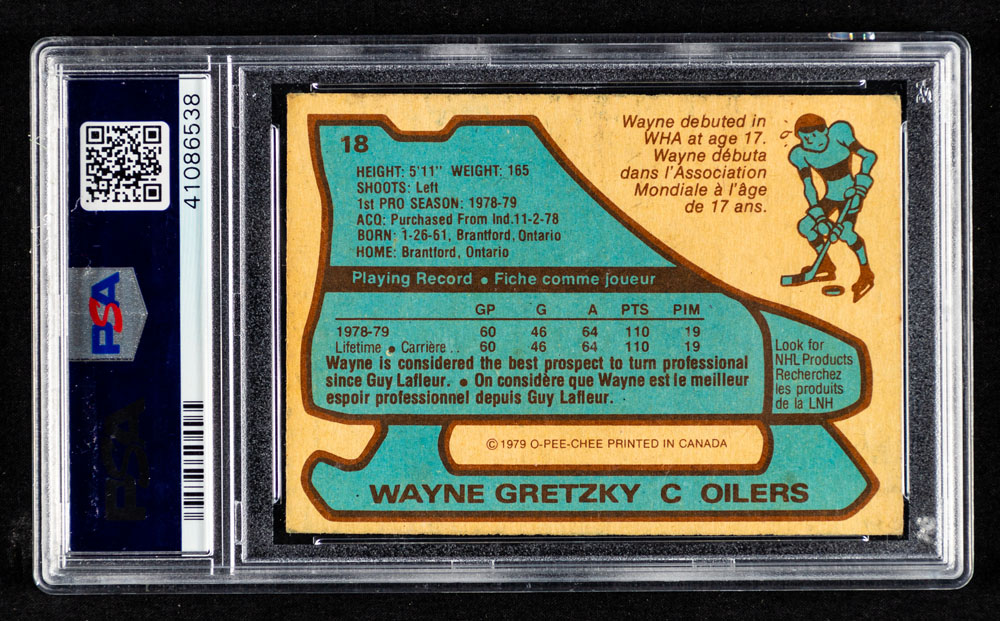 41086538
PSA
PSA
18
HEIGHT: 5'11" WEIGHT: 165
SHOOTS: Left
1st PRO SEASON: 1978-79
ACQ: Purchased From Ind.11-2-78
BORN: 1-26-61, Brantford, Ontario
HOME: Brantford, Ontario
Wayne debuted in
WHA at age 17.
Wayne débuta
dans l'Association
Mondiale à l'âge
de 17 ans.
Playing Record • Fiche comme joueur
GP G A PTS PIM
1978-79 60 46 64 110 19
Lifetime • Carrière . . 60 46 64 110 19
Wayne is considered the best prospect to turn professional
since Guy Lafleur. • On considère que Wayne est le meilleur
espoir professionnel depuis Guy Lafleur.
Look for
NHL Products
Recherchez
les produits
de la LNH
© 1979 O-PEE-CHEE PRINTED IN CANADA
WAYNE GRETZKY C OILERS